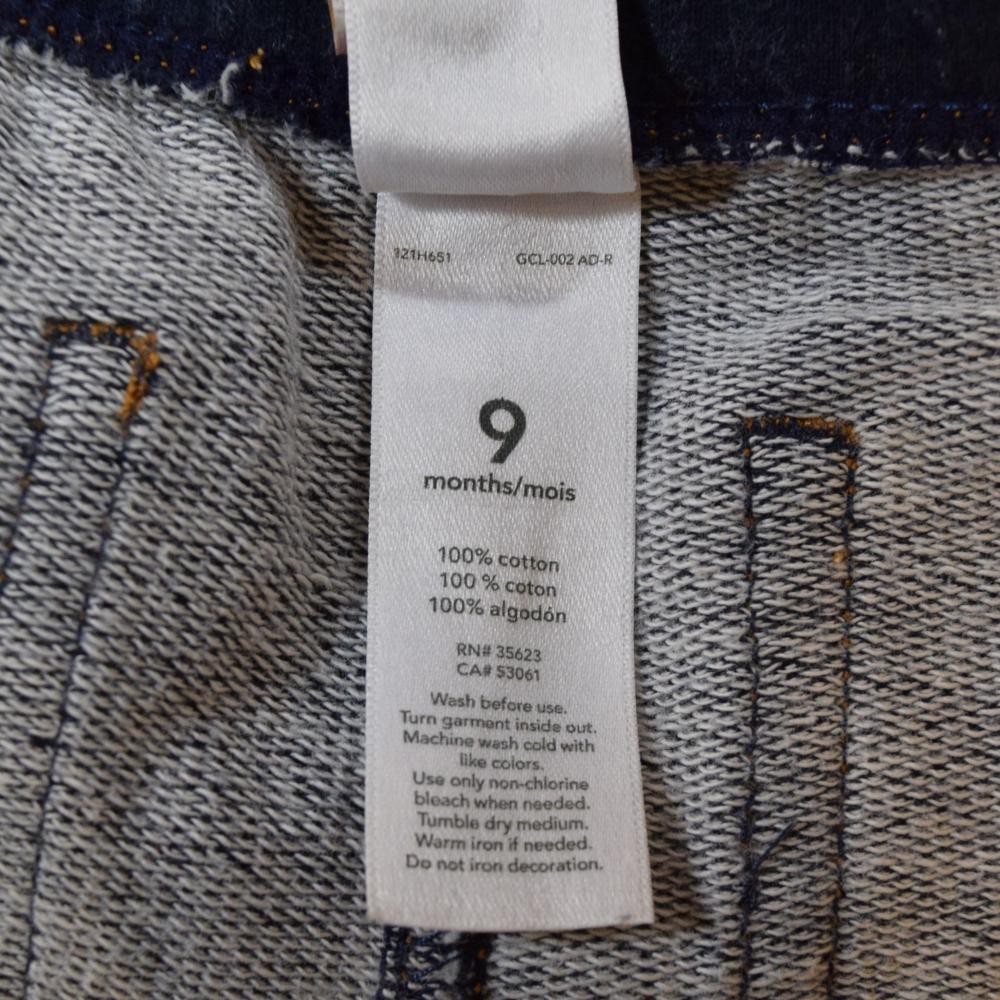 121H651 GCL-002 AD-R
9
months/mois
100% cotton
100 % coton
100% algodón
RN# 35623
CA# 53061
Wash before use.
Turn garment inside out.
Machine wash cold with
like colors.
Use only non-chlorine
bleach when needed.
Tumble dry medium.
Warm iron if needed.
Do not iron decoration.